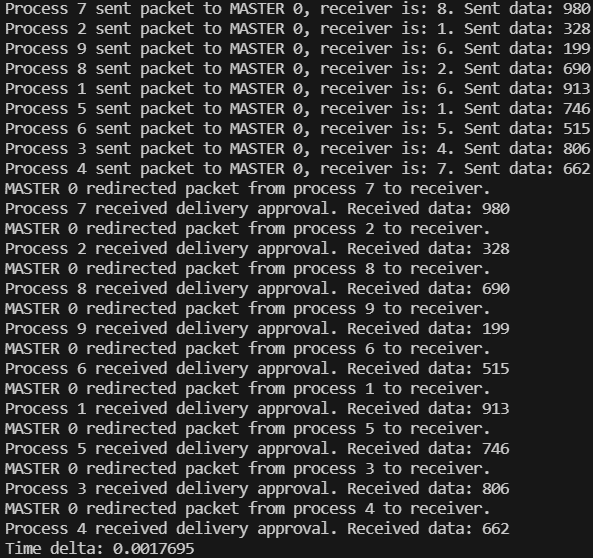 Process 7 sent packet to MASTER 0, receiver is: 8. Sent data: 980
Process 2 sent packet to MASTER 0, receiver is: 1. Sent data: 328
Process 9 sent packet to MASTER 0, receiver is: 6. Sent data: 199
Process 8 sent packet to MASTER 0, receiver is: 2. Sent data: 690
Process 1 sent packet to MASTER 0, receiver is: 6. Sent data: 913
Process 5 sent packet to MASTER 0, receiver is: 1. Sent data: 746
Process 6 sent packet to MASTER 0, receiver is: 5. Sent data: 515
Process 3 sent packet to MASTER 0, receiver is: 4. Sent data: 806
Process 4 sent packet to MASTER 0, receiver is: 7. Sent data: 662
MASTER 0 redirected packet from process 7 to receiver.
Process 7 received delivery approval. Received data: 980
MASTER 0 redirected packet from process 2 to receiver.
Process 2 received delivery approval. Received data: 328
MASTER 0 redirected packet from process 8 to receiver.
Process 8 received delivery approval. Received data: 690
MASTER 0 redirected packet from process 9 to receiver.
Process 9 received delivery approval. Received data: 199
MASTER 0 redirected packet from process 6 to receiver.
Process 6 received delivery approval. Received data: 515
MASTER 0 redirected packet from process 1 to receiver.
Process 1 received delivery approval. Received data: 913
MASTER 0 redirected packet from process 5 to receiver.
Process 5 received delivery approval. Received data: 746
MASTER 0 redirected packet from process 3 to receiver.
Process 3 received delivery approval. Received data: 806
MASTER 0 redirected packet from process 4 to receiver.
Process 4 received delivery approval. Received data: 662
Time delta: 0.0017695